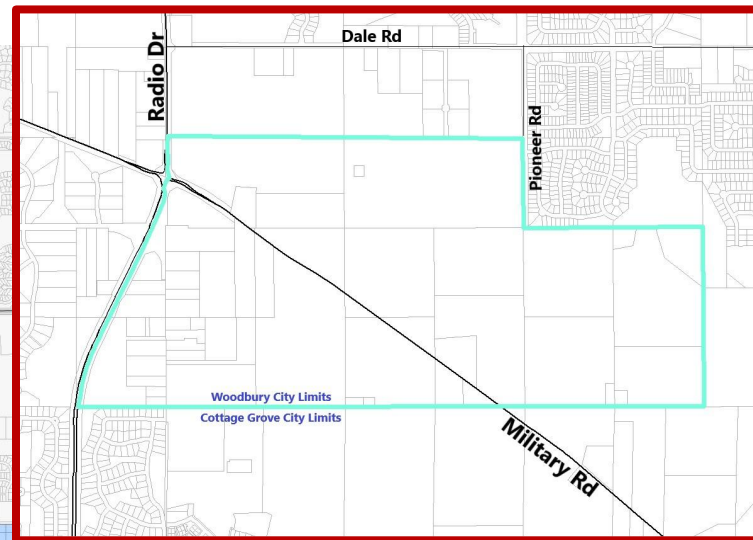 Dale Rd
Radio Dr
Pioneer Rd
Woodbury City Limits
Cottage Grove City Limits
Military Rd